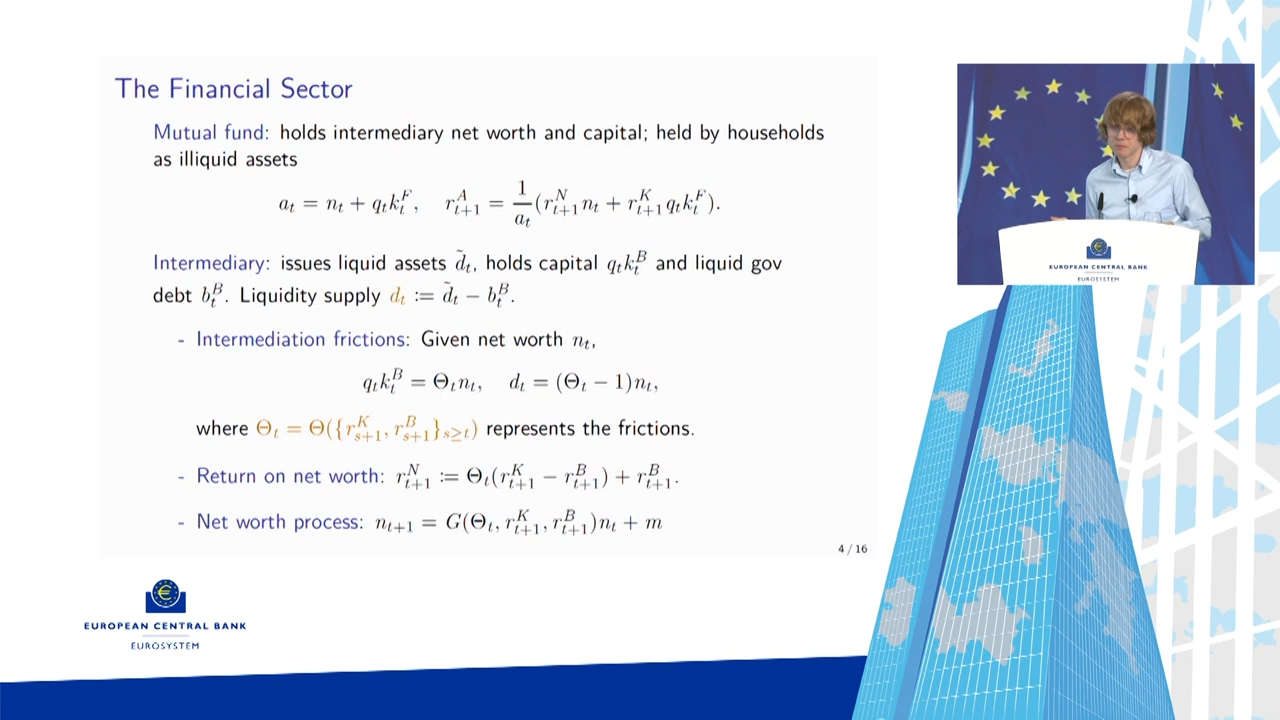 The Financial Sector
Mutual fund: holds intermediary net worth and capital; held by households
as illiquid assets
a_t = n_t + q_t k_t^F, r_{t+1}^A = \frac{1}{a_t}(r_{t+1}^N n_t + r_{t+1}^K q_t k_t^F).
Intermediary: issues liquid assets \tilde{d}_t, holds capital q_t k_t^B and liquid gov
debt b_t^B. Liquidity supply d_t := \tilde{d}_t − b_t^B.
- Intermediation frictions: Given net worth n_t,
q_t k_t^B = Θ_t n_t, d_t = (Θ_t − 1)n_t,
where Θ_t = Θ({r_{s+1}^K, r_{s+1}^B}_{s≥t}) represents the frictions.
- Return on net worth: r_{t+1}^N := Θ_t(r_{t+1}^K − r_{t+1}^B) + r_{t+1}^B.
- Net worth process: n_{t+1} = G(Θ_t, r_{t+1}^K, r_{t+1}^B)n_t + m
4 / 16
EUROPEAN CENTRAL BANK
EUROSYSTEM
EUROPEAN CENTRAL BANK
EUROSYSTEM